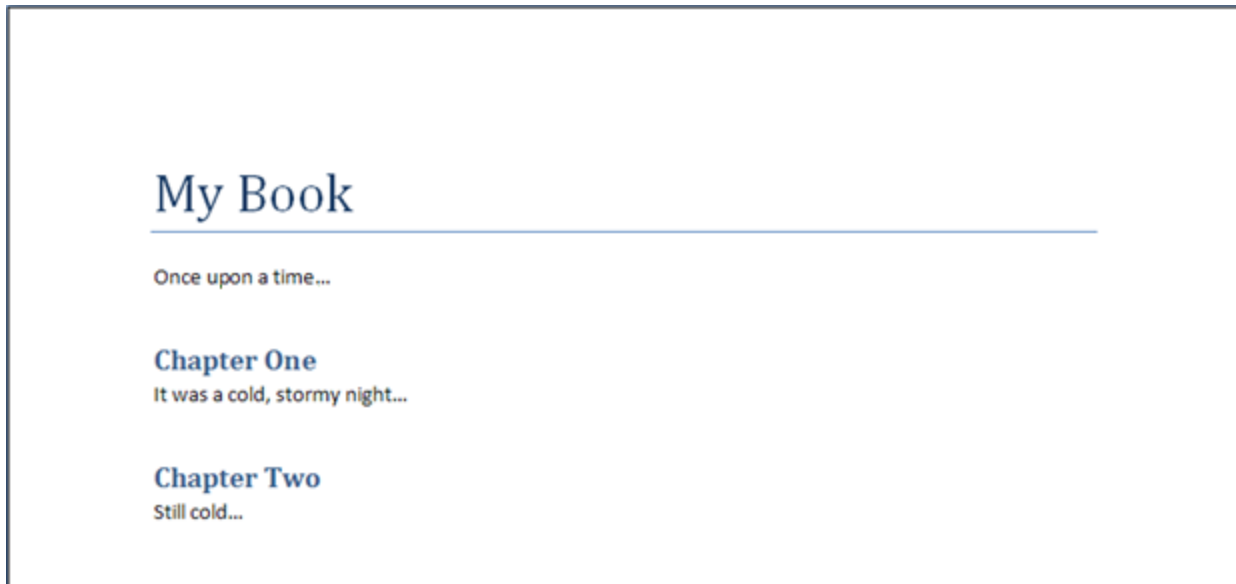 My Book
Once upon a time...
Chapter One
It was a cold, stormy night...
Chapter Two
Still cold...